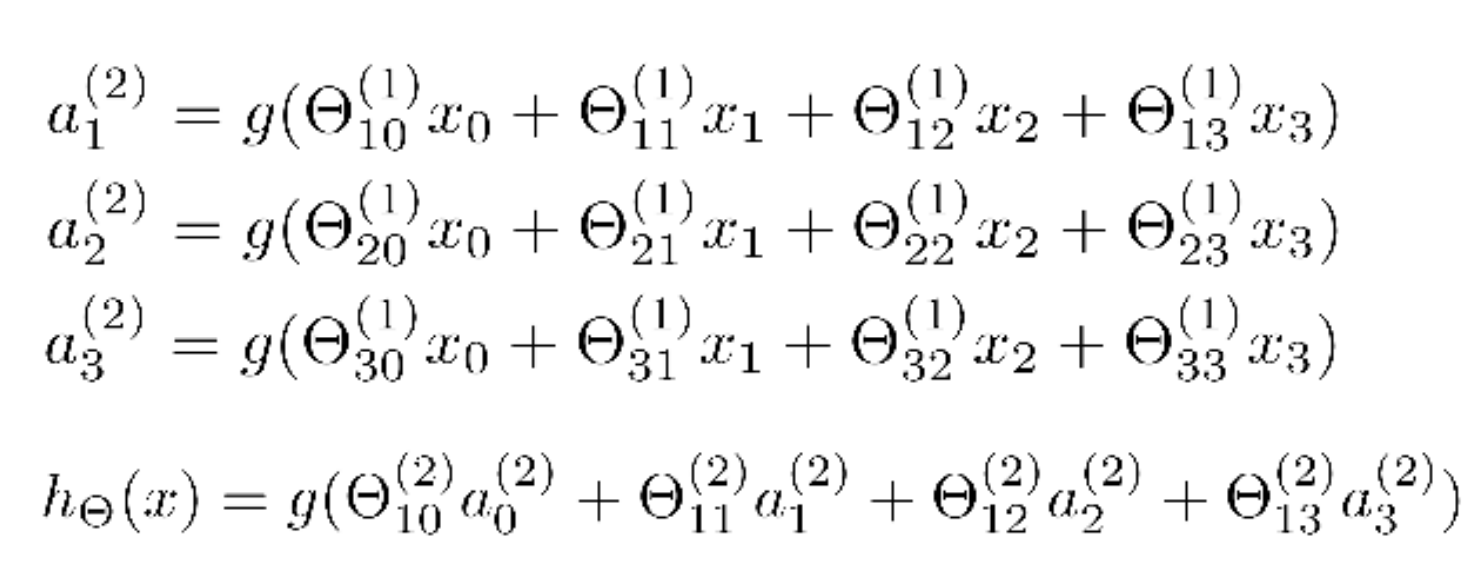 $a_1^{(2)} = g(\Theta_{10}^{(1)}x_0 + \Theta_{11}^{(1)}x_1 + \Theta_{12}^{(1)}x_2 + \Theta_{13}^{(1)}x_3)$
$a_2^{(2)} = g(\Theta_{20}^{(1)}x_0 + \Theta_{21}^{(1)}x_1 + \Theta_{22}^{(1)}x_2 + \Theta_{23}^{(1)}x_3)$
$a_3^{(2)} = g(\Theta_{30}^{(1)}x_0 + \Theta_{31}^{(1)}x_1 + \Theta_{32}^{(1)}x_2 + \Theta_{33}^{(1)}x_3)$
$h_\Theta(x) = g(\Theta_{10}^{(2)}a_0^{(2)} + \Theta_{11}^{(2)}a_1^{(2)} + \Theta_{12}^{(2)}a_2^{(2)} + \Theta_{13}^{(2)}a_3^{(2)})$